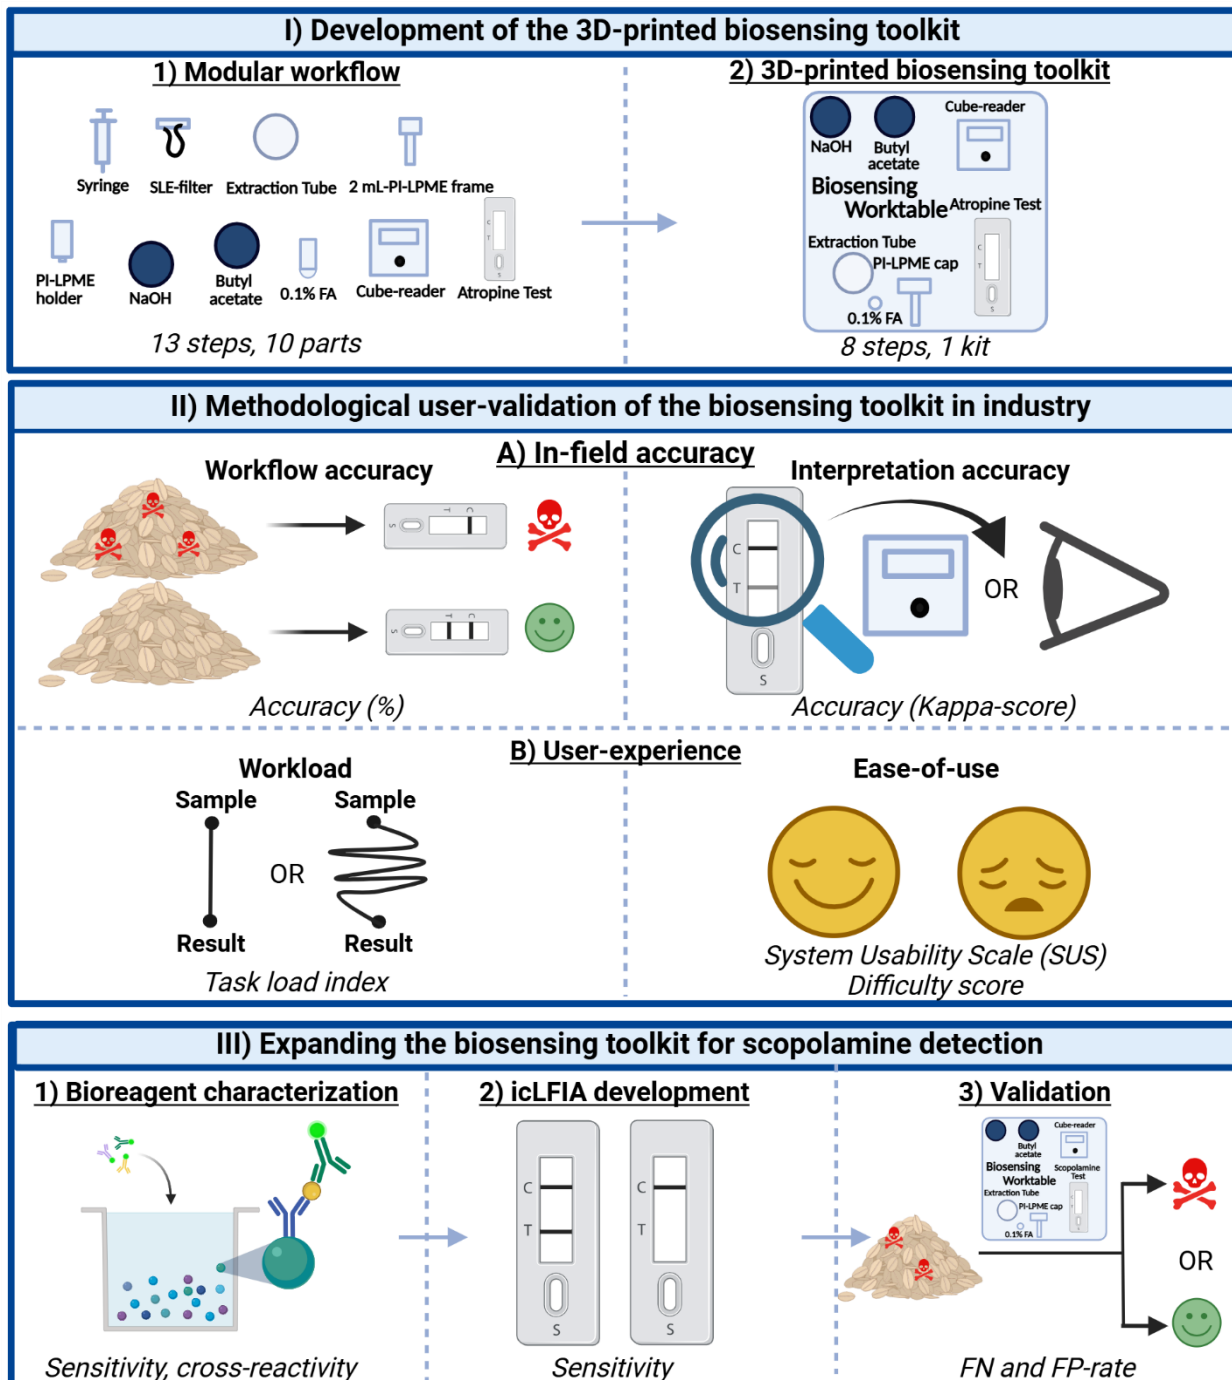 I) Development of the 3D-printed biosensing toolkit
1) Modular workflow
Syringe
SLE-filter
Extraction Tube
2 mL-PI-LPME frame
C
T
S
PI-LPME
holder
NaOH
Butyl
acetate
0.1% FA
Cube-reader
Atropine Test
13 steps, 10 parts
2) 3D-printed biosensing toolkit
NaOH
Butyl
acetate
Cube-reader
Biosensing
Worktable
Atropine Test
Extraction Tube
PI-LPME cap
0.1% FA
C
T
S
8 steps, 1 kit
II) Methodological user-validation of the biosensing toolkit in industry
A) In-field accuracy
Workflow accuracy
S
T
C
S
T
C
Accuracy (%)
Interpretation accuracy
C
T
S
OR
Accuracy (Kappa-score)
B) User-experience
Workload
Sample
Sample
OR
Result
Result
Task load index
Ease-of-use
System Usability Scale (SUS)
Difficulty score
III) Expanding the biosensing toolkit for scopolamine detection
1) Bioreagent characterization
Sensitivity, cross-reactivity
2) icLFIA development
C
T
S
C
T
S
Sensitivity
3) Validation
Butyl
acetate
Cube-reader
Biosensing
Worktable
Scopolamine
Test
Extraction Tube
PI-LPME cap
0.1% FA
OR
FN and FP-rate